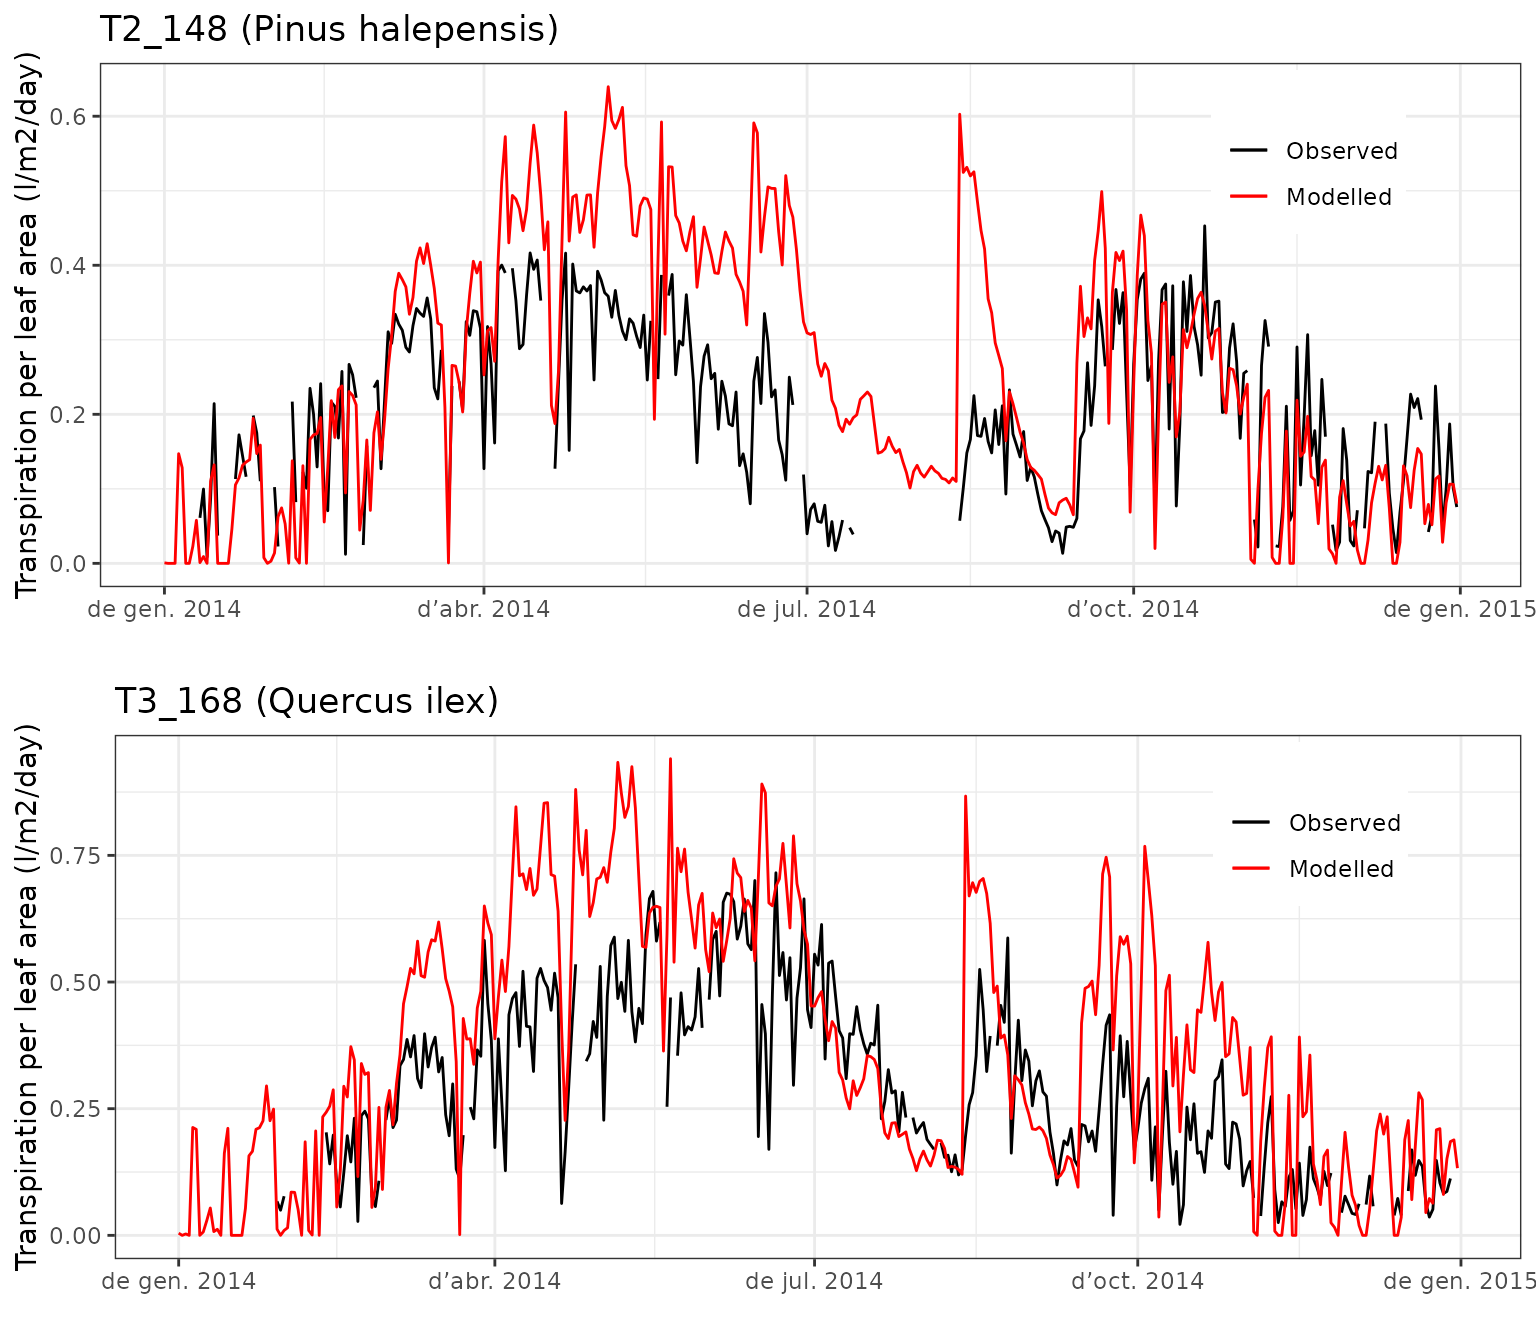 T2_148 (Pinus halepensis)
Transpiration per leaf area (l/m2/day)
0.6
0.4
0.2
0.0
Observed
Modelled
de gen. 2014
d’abr. 2014
de jul. 2014
d’oct. 2014
de gen. 2015
T3_168 (Quercus ilex)
Transpiration per leaf area (l/m2/day)
0.75
0.50
0.25
0.00
Observed
Modelled
de gen. 2014
d’abr. 2014
de jul. 2014
d’oct. 2014
de gen. 2015